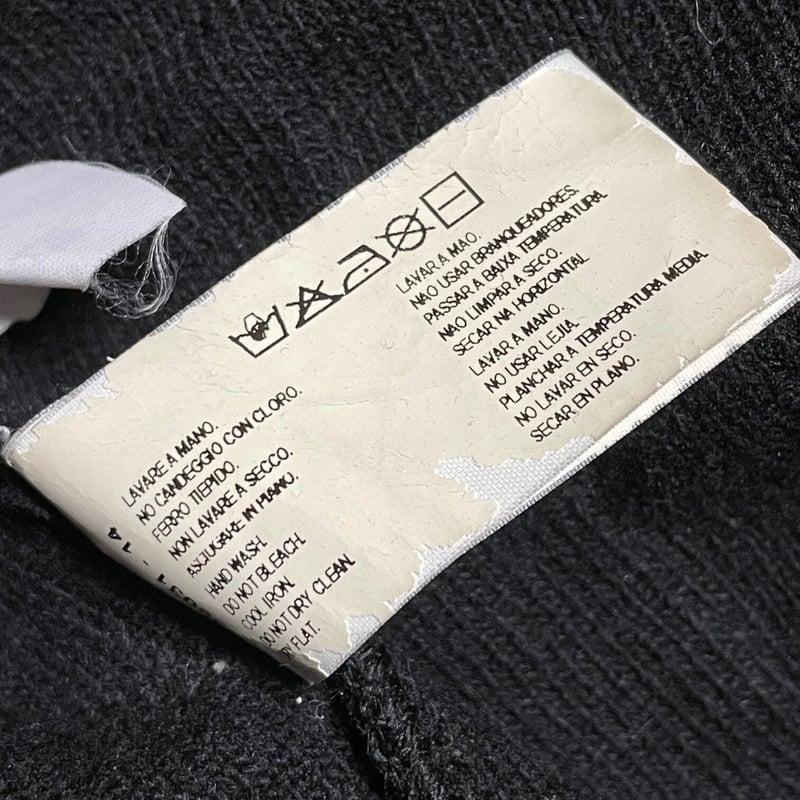 LAVARE A MANO.
NO CANDEGGIO CON CLORO.
FERRO TIEPIDO.
NON LAVARE A SECCO.
ASCIUGARE IN PIANO.
HAND WASH.
DO NOT BLEACH.
COOL IRON.
DO NOT DRY CLEAN.
DRY FLAT.
LAVAR A MAO.
NAO USAR BRANQUEADORES.
PASSAR A BAIXA TEMPERATURA.
NAO LIMPAR A SECO.
SECAR NA HORIZONTAL
LAVAR A MANO.
NO USAR LEJIA.
PLANCHAR A TEMPERATURA MEDIA.
NO LAVAR EN SECO.
SECAR EN PLANO.